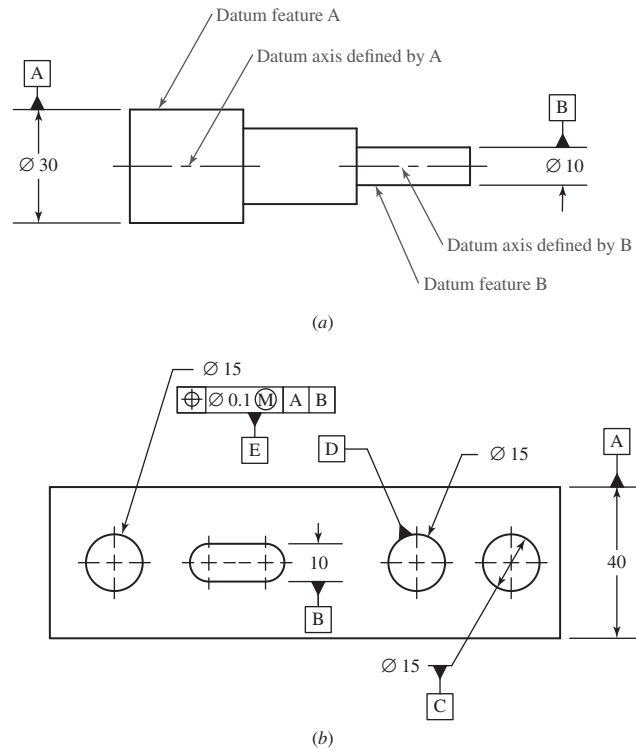 Datum feature A
Datum axis defined by A
A
B
∅ 30
∅ 10
Datum axis defined by B
Datum feature B
(a)
∅ 15
⌖ ∅ 0.1 Ⓜ A B
E
D
∅ 15
A
10
40
B
∅ 15
C
(b)